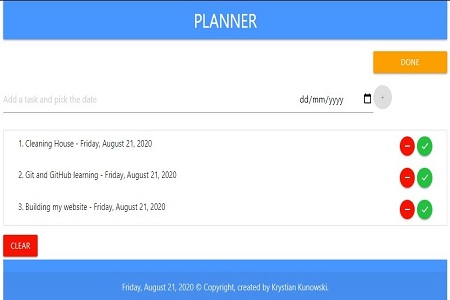 PLANNER
DONE
Add a task and pick the date
dd/mm/yyyy
+
1. Cleaning House - Friday, August 21, 2020
2. Git and GitHub learning - Friday, August 21, 2020
3. Building my website - Friday, August 21, 2020
CLEAR
Friday, August 21, 2020 © Copyright, created by Krystian Kunowski.